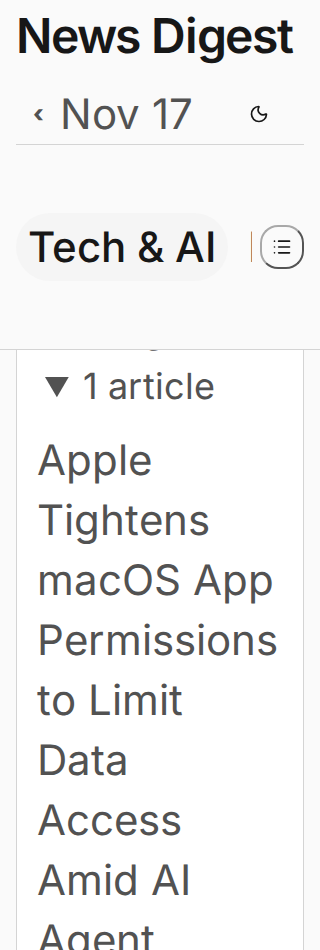 News Digest
‹ Nov 17
Tech & AI
▼ 1 article
Apple
Tightens
macOS App
Permissions
to Limit
Data
Access
Amid AI
Agent